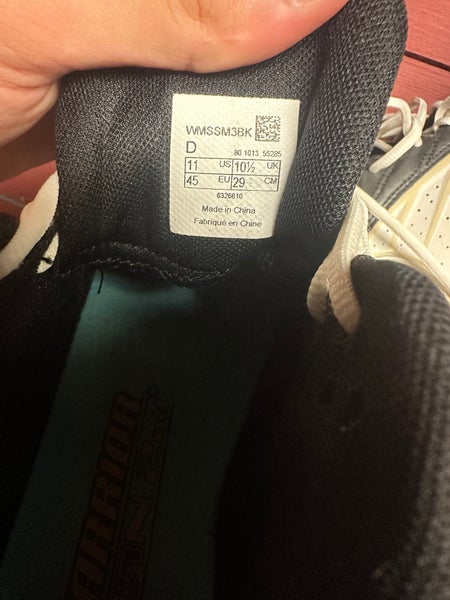 WMSSM3BK
D
80 1013 55285
11 US 10½ UK
45 EU 29 CM
6326610
Made in China
Fabriqué en Chine
WARRIOR